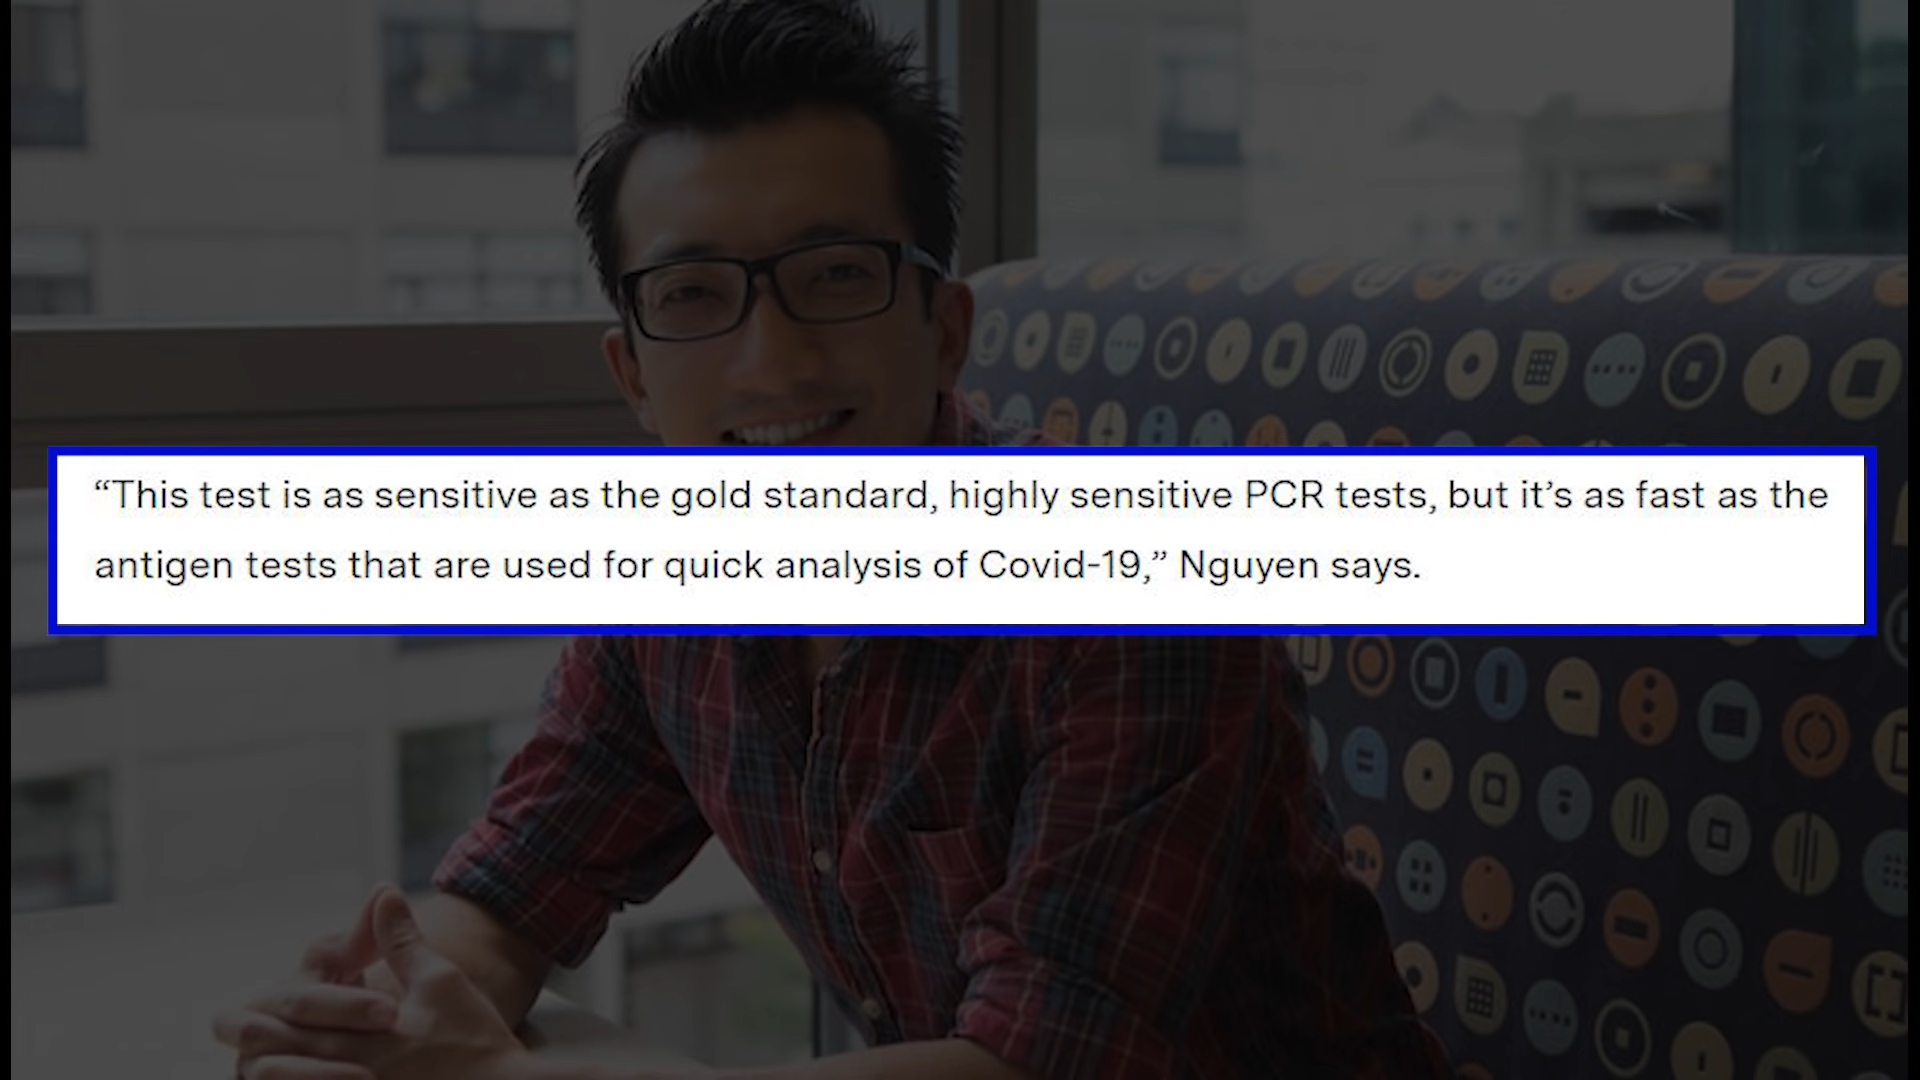 “This test is as sensitive as the gold standard, highly sensitive PCR tests, but it’s as fast as the
antigen tests that are used for quick analysis of Covid-19,” Nguyen says.